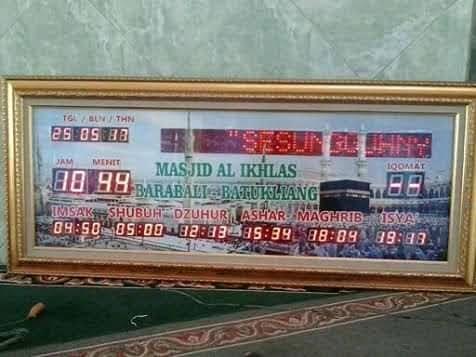 TGL / BLN / THN
25:05:17
"SESUNGGUHNY
JAM MENIT
10 44
MASJID AL IKHLAS
BARABALI - BATUKLIANG
IQOMAT
--
IMSAK SHUBUH DZUHUR ASHAR MAGHRIB ISYA
04:50 05:00 12:13 15:34 18:04 19:17